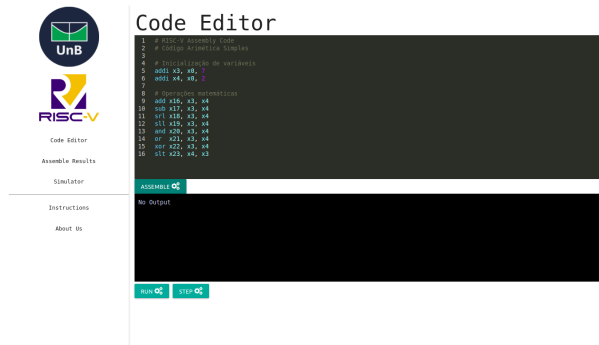 UnB
RISC-V
Code Editor
Assemble Results
Simulator
Instructions
About Us
Code Editor
1 # RISC-V Assembly Code
2 # Código Arimética Simples
3
4 # Inicialização de variáveis
5 addi x3, x0, 7
6 addi x4, x0, 2
7
8 # Operações matemáticas
9 add x16, x3, x4
10 sub x17, x3, x4
11 srl x18, x3, x4
12 sll x19, x3, x4
13 and x20, x3, x4
14 or x21, x3, x4
15 xor x22, x3, x4
16 slt x23, x4, x3
ASSEMBLE
No Output
RUN STEP